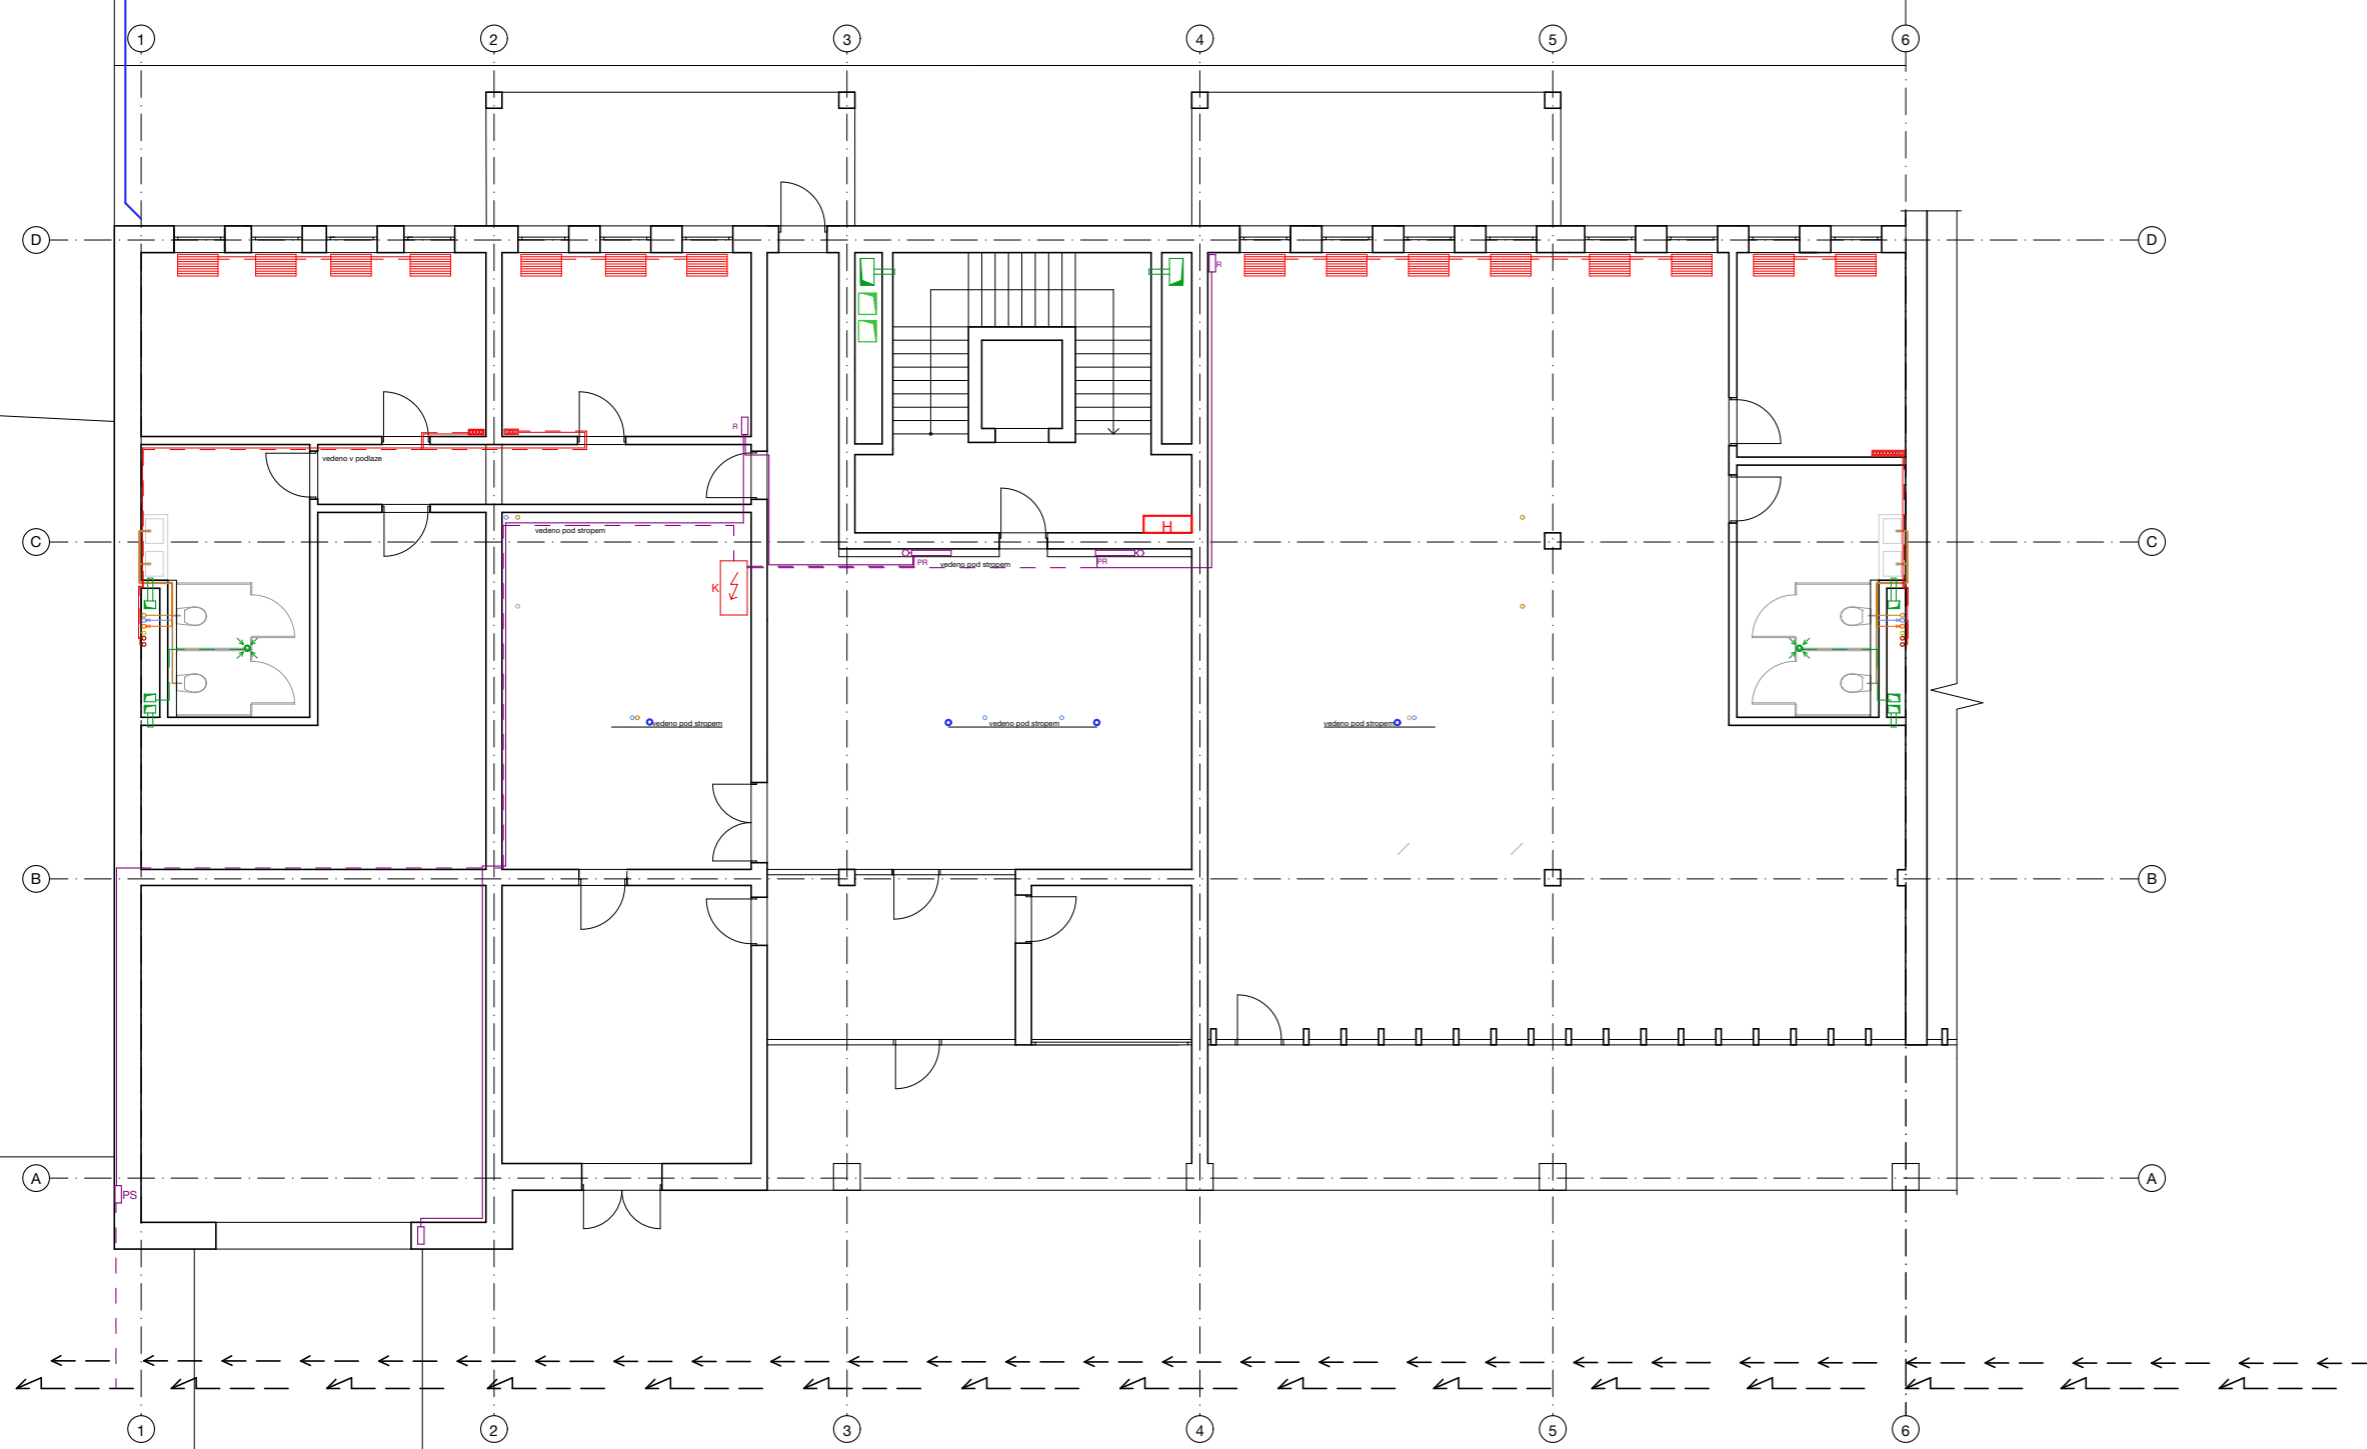 1 2 3 4 5 6
D D
R
R
vedeno v podlaze
H
vedeno pod stropem
C C
PR vedeno pod stropem PR
K
vedeno pod stropem vedeno pod stropem vedeno pod stropem
B B
A A
PS
1 2 3 4 5 6